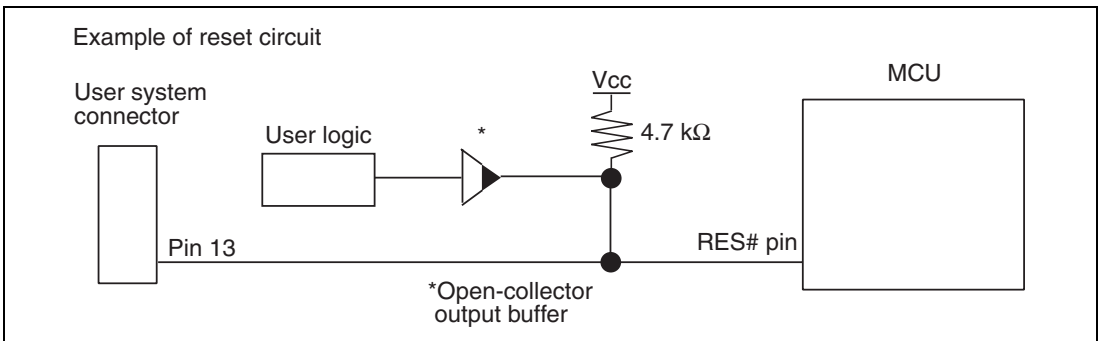 Example of reset circuit
User system
connector
User logic
*
Vcc
4.7 kΩ
MCU
Pin 13
RES# pin
*Open-collector
output buffer